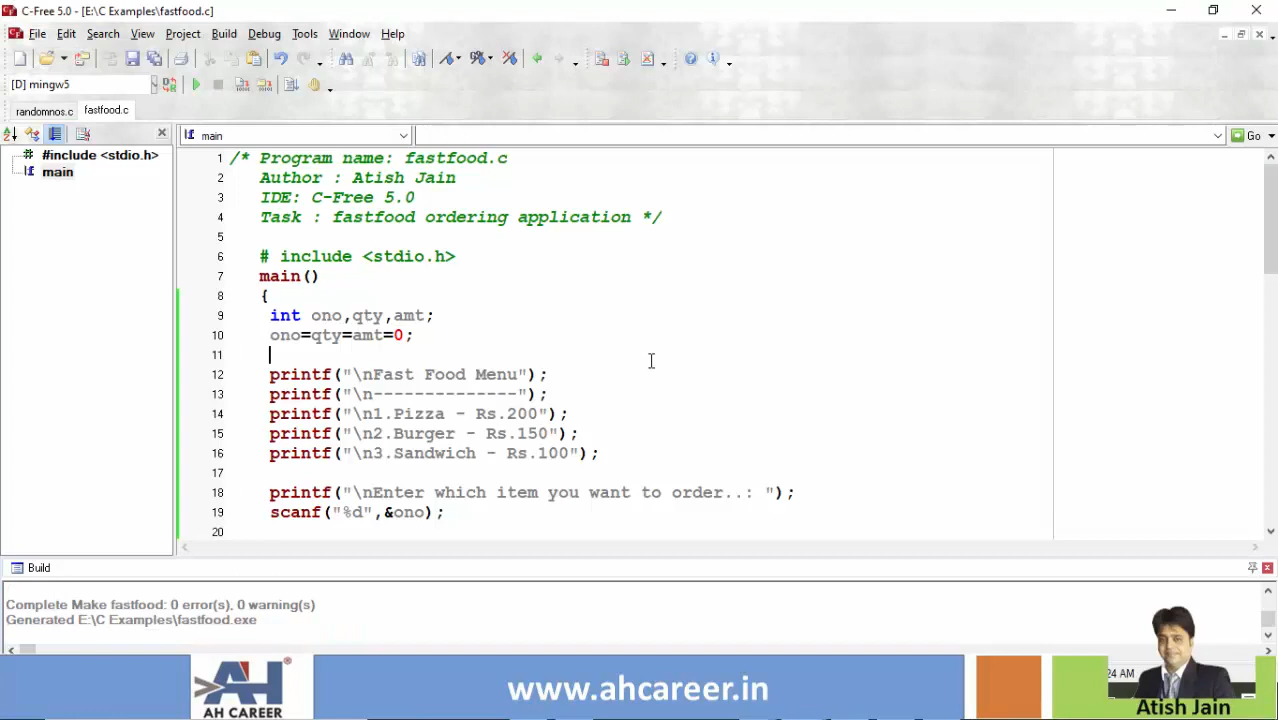 C-Free 5.0 - [E:\C Examples\fastfood.c]
File Edit Search View Project Build Debug Tools Window Help
[D] mingw5
randomnos.c fastfood.c
main
Go
#include <stdio.h>
main
1 /* Program name: fastfood.c
2 Author : Atish Jain
3 IDE: C-Free 5.0
4 Task : fastfood ordering application */
5
6 # include <stdio.h>
7 main()
8 {
9 int ono,qty,amt;
10 ono=qty=amt=0;
11
12 printf("\nFast Food Menu");
13 printf("\n--------------");
14 printf("\n1.Pizza - Rs.200");
15 printf("\n2.Burger - Rs.150");
16 printf("\n3.Sandwich - Rs.100");
17
18 printf("\nEnter which item you want to order..: ");
19 scanf("%d",&ono);
20
Build
Complete Make fastfood: 0 error(s), 0 warning(s)
Generated E:\C Examples\fastfood.exe
AH
AH CAREER
www.ahcareer.in
24 AM
Atish Jain